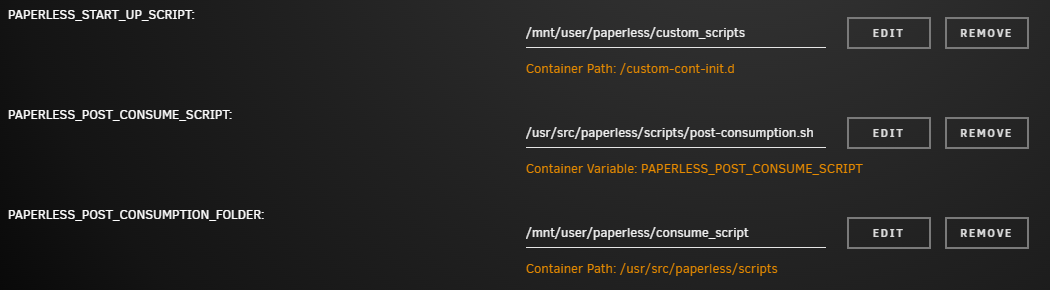 PAPERLESS_START_UP_SCRIPT:
/mnt/user/paperless/custom_scripts
EDIT
REMOVE
Container Path: /custom-cont-init.d
PAPERLESS_POST_CONSUME_SCRIPT:
/usr/src/paperless/scripts/post-consumption.sh
EDIT
REMOVE
Container Variable: PAPERLESS_POST_CONSUME_SCRIPT
PAPERLESS_POST_CONSUMPTION_FOLDER:
/mnt/user/paperless/consume_script
EDIT
REMOVE
Container Path: /usr/src/paperless/scripts